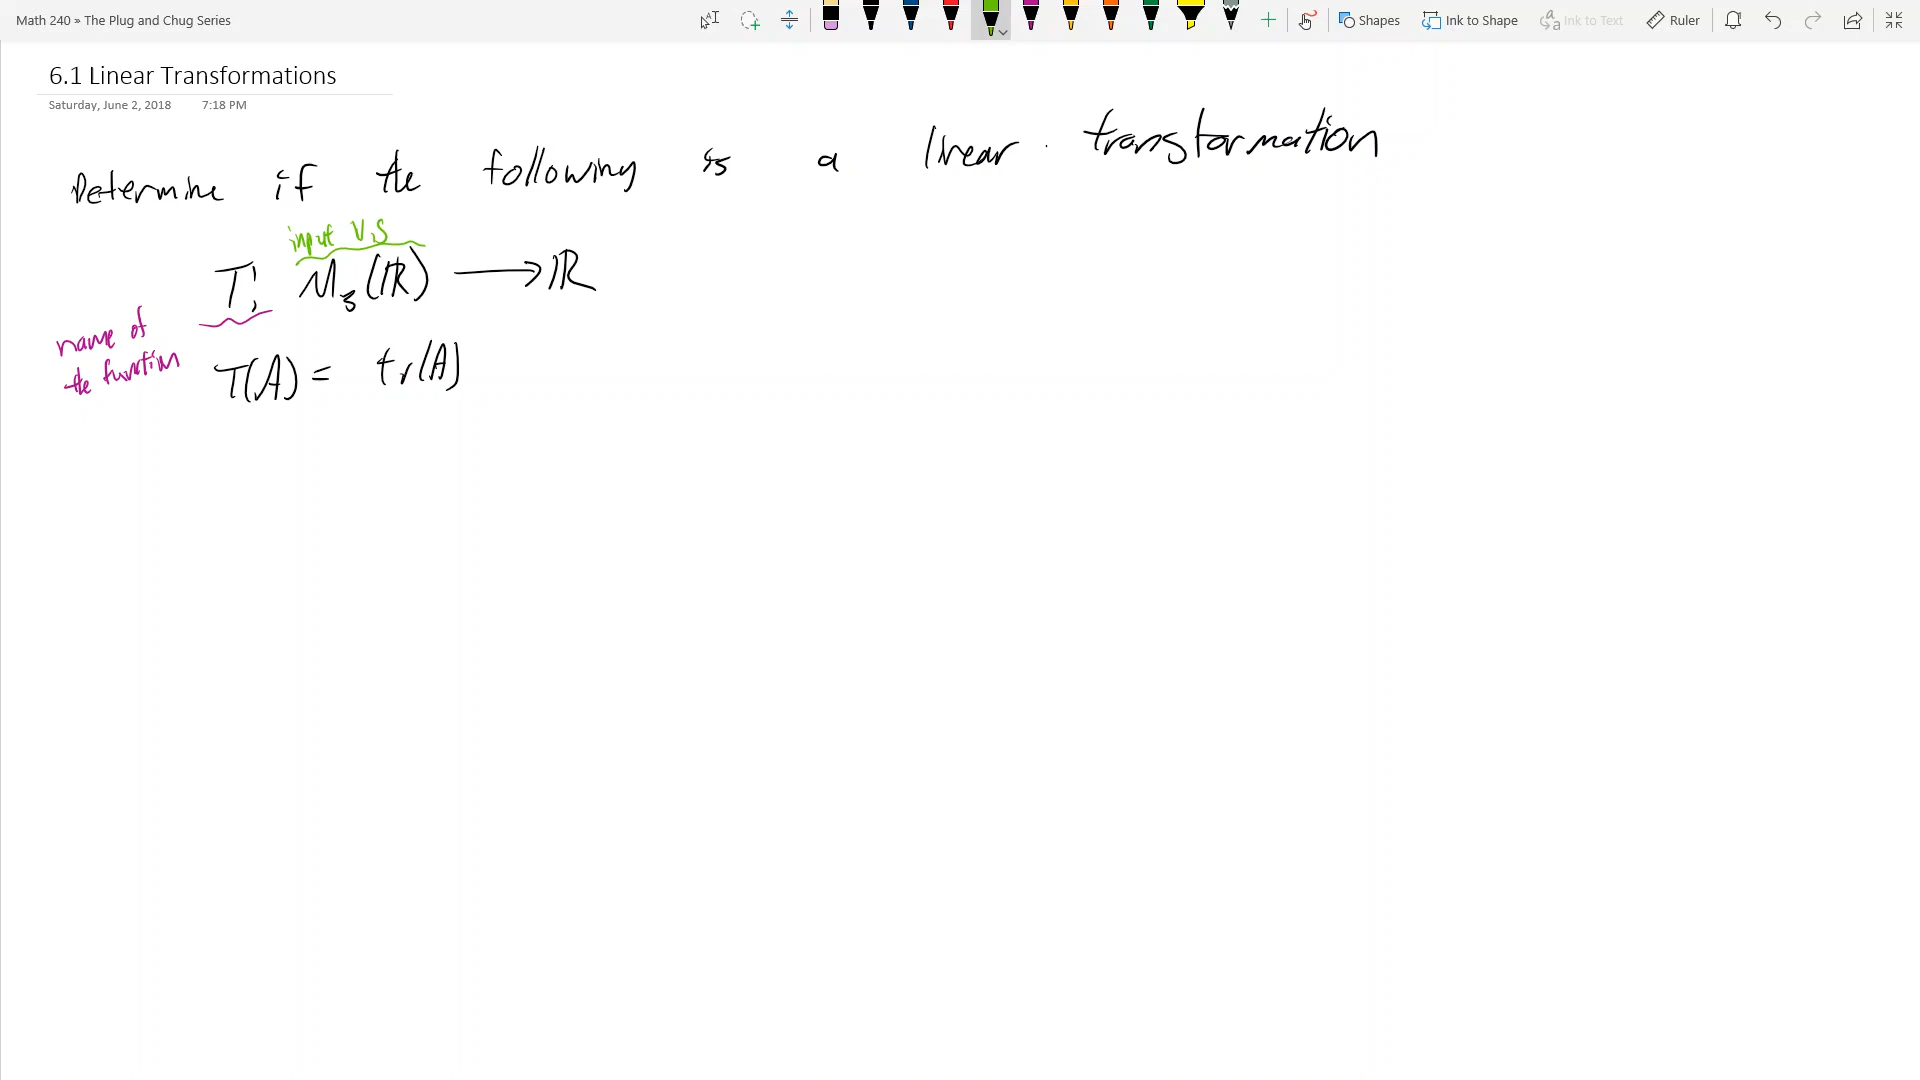 Math 240 » The Plug and Chug Series
Shapes
Ink to Shape
Ink to Text
Ruler
6.1 Linear Transformations
Saturday, June 2, 2018 7:18 PM
Determine if the following is a linear transformation
input V.S
T: M₃(ℝ) ⟶ ℝ
name of
the function
T(A) = tr(A)